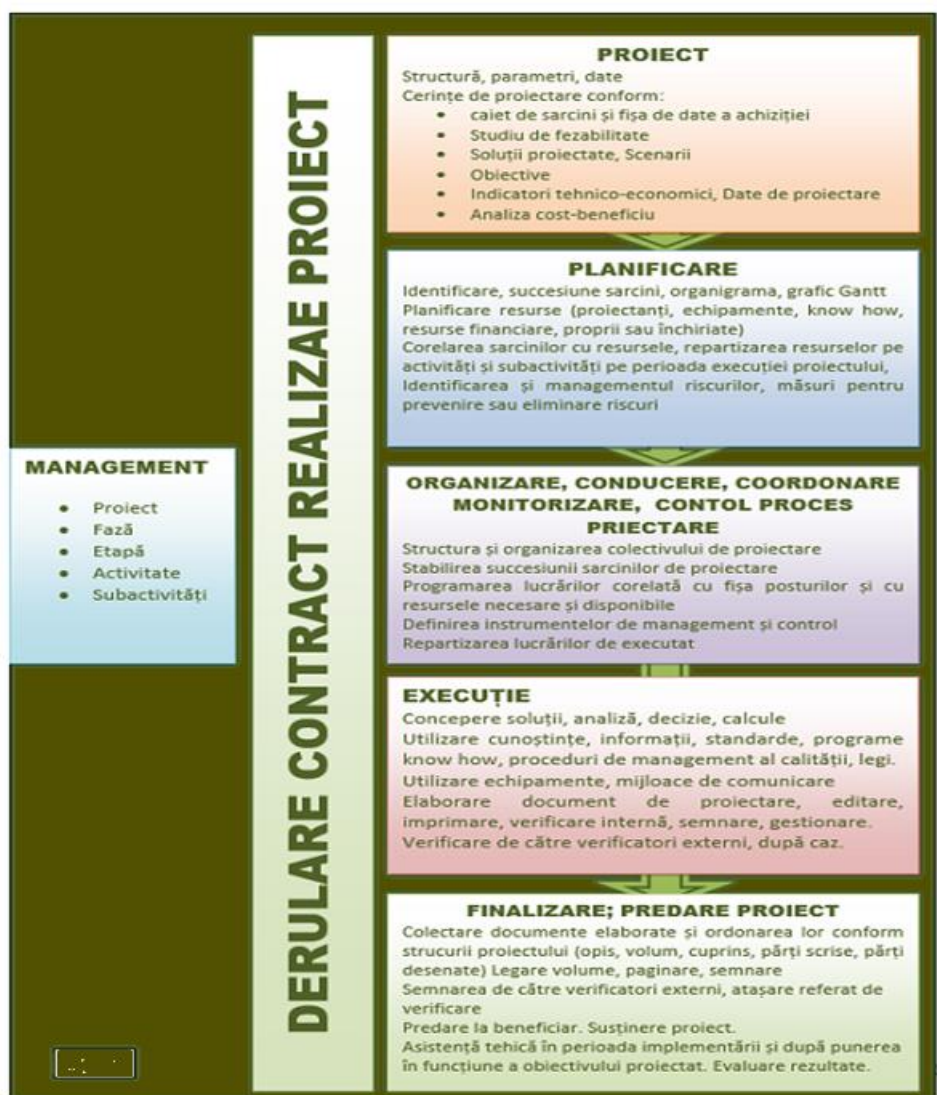 MANAGEMENT
• Proiect
• Fază
• Etapă
• Activitate
• Subactivități
DERULARE CONTRACT REALIZAE PROIECT
PROIECT
Structură, parametri, date
Cerințe de proiectare conform:
• caiet de sarcini și fișa de date a achiziției
• Studiu de fezabilitate
• Soluții proiectate, Scenarii
• Obiective
• Indicatori tehnico-economici, Date de proiectare
• Analiza cost-beneficiu
PLANIFICARE
Identificare, succesiune sarcini, organigrama, grafic Gantt
Planificare resurse (proiectanți, echipamente, know how,
resurse financiare, proprii sau închiriate)
Corelarea sarcinilor cu resursele, repartizarea resurselor pe
activități și subactivități pe perioada execuției proiectului,
Identificarea și managementul riscurilor, măsuri pentru
prevenire sau eliminare riscuri
ORGANIZARE, CONDUCERE, COORDONARE
MONITORIZARE, CONTOL PROCES
PRIECTARE
Structura și organizarea colectivului de proiectare
Stabilirea succesiunii sarcinilor de proiectare
Programarea lucrărilor corelată cu fișa posturilor și cu
resursele necesare și disponibile
Definirea instrumentelor de management și control
Repartizarea lucrărilor de executat
EXECUȚIE
Concepere soluții, analiză, decizie, calcule
Utilizare cunoștințe, informații, standarde, programe
know how, proceduri de management al calității, legi.
Utilizare echipamente, mijloace de comunicare
Elaborare document de proiectare, editare,
imprimare, verificare internă, semnare, gestionare.
Verificare de către verificatori externi, după caz.
FINALIZARE; PREDARE PROIECT
Colectare documente elaborate și ordonarea lor conform
strucurii proiectului (opis, volum, cuprins, părți scrise, părți
desenate) Legare volume, paginare, semnare
Semnarea de către verificatori externi, atașare referat de
verificare
Predare la beneficiar. Susținere proiect.
Asistență tehică în perioada implementării și după punerea
în funcțiune a obiectivului proiectat. Evaluare rezultate.